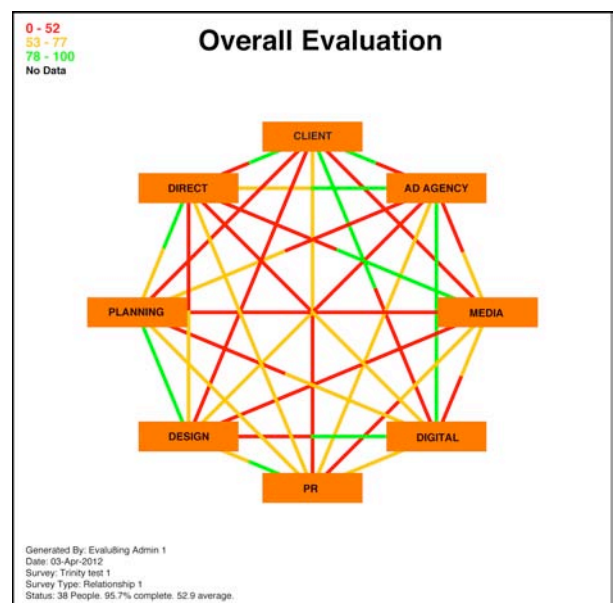 0 - 52
53 - 77
78 - 100
No Data
Overall Evaluation
CLIENT
DIRECT
AD AGENCY
PLANNING
MEDIA
DESIGN
DIGITAL
PR
Generated By: Evalu8ing Admin 1
Date: 03-Apr-2012
Survey: Trinity test 1
Survey Type: Relationship 1
Status: 38 People. 95.7% complete. 52.9 average.